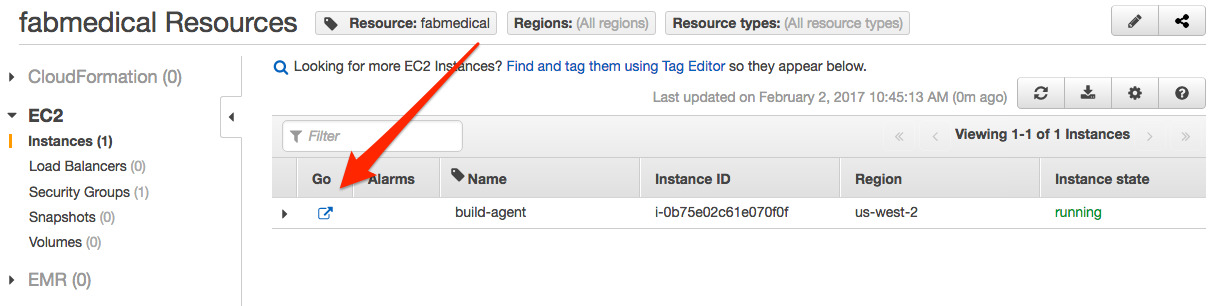 fabmedical Resources
Resource: fabmedical
Regions: (All regions)
Resource types: (All resource types)
CloudFormation (0)
EC2
Instances (1)
Load Balancers (0)
Security Groups (1)
Snapshots (0)
Volumes (0)
EMR (0)
Looking for more EC2 Instances? Find and tag them using Tag Editor so they appear below.
Last updated on February 2, 2017 10:45:13 AM (0m ago)
Filter
Viewing 1-1 of 1 Instances
Go Alarms Name Instance ID Region Instance state
build-agent i-0b75e02c61e070f0f us-west-2 running